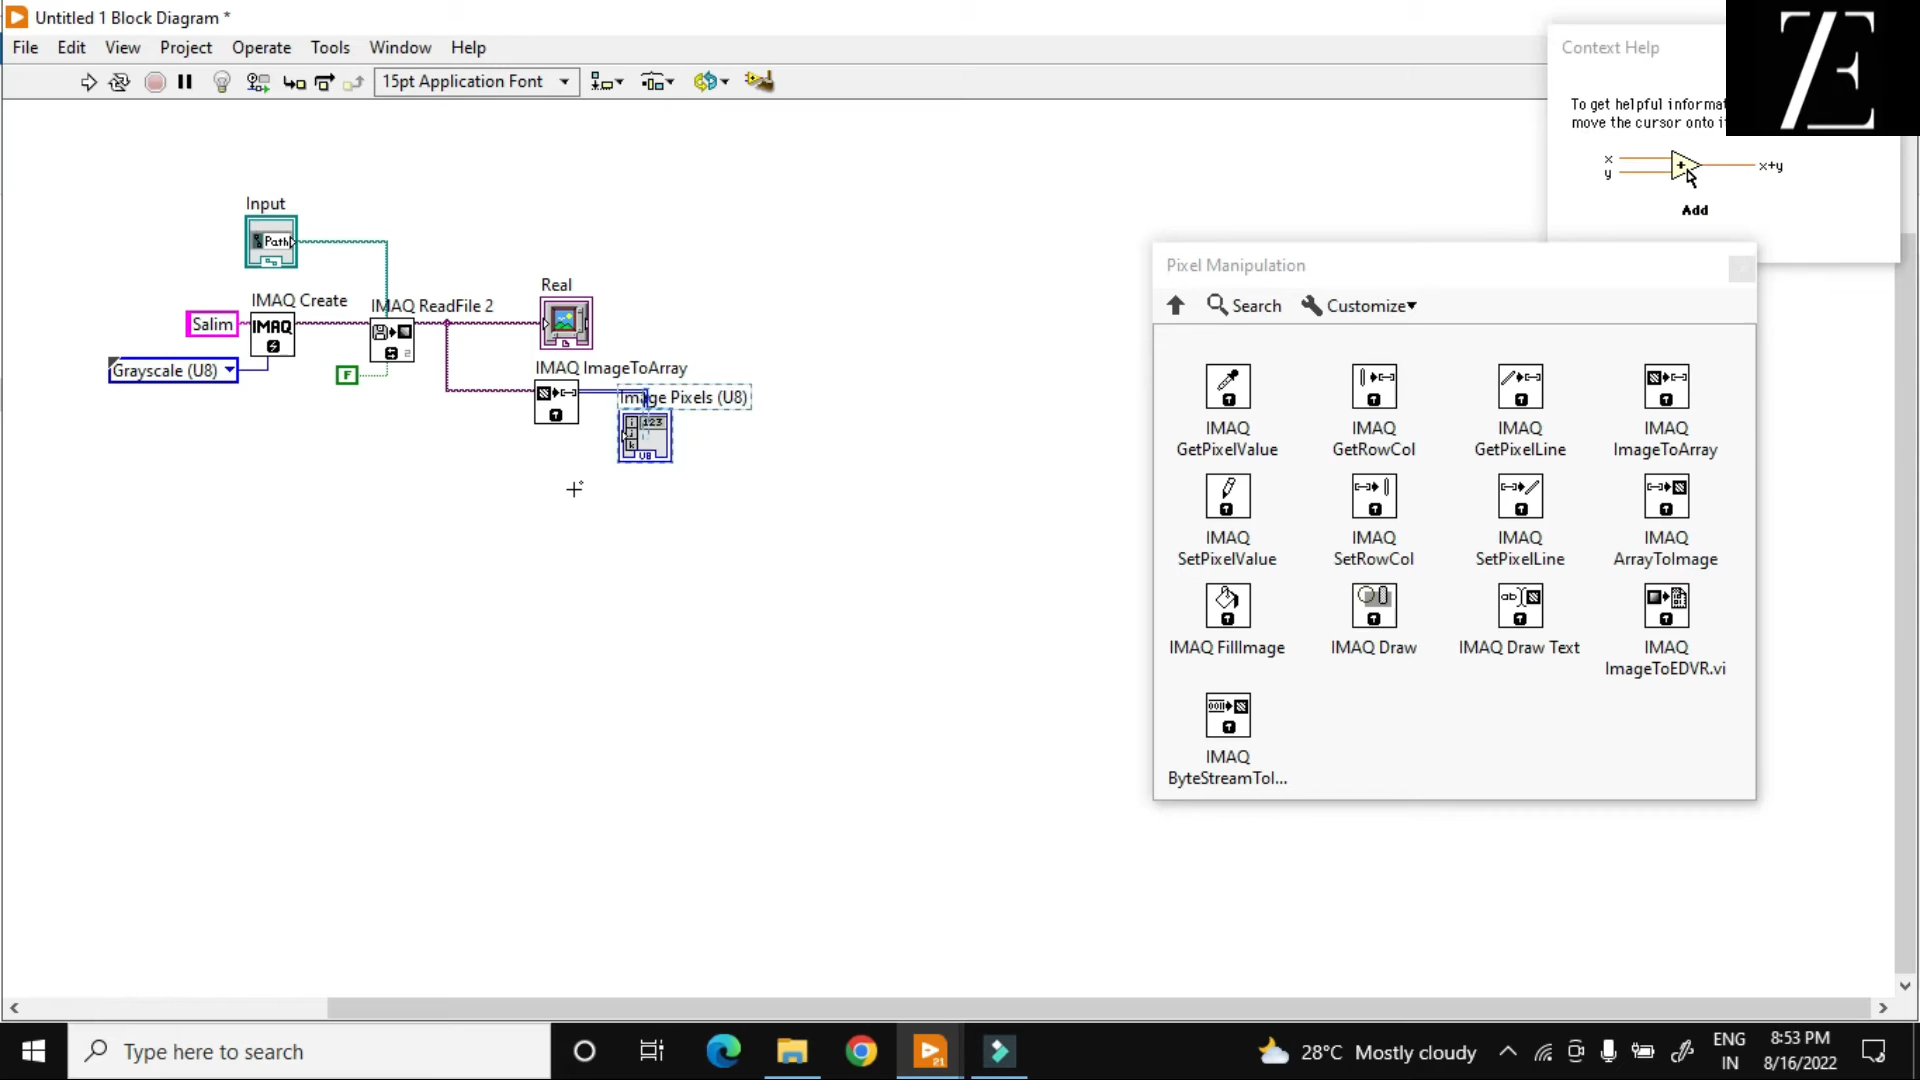 Untitled 1 Block Diagram *
File Edit View Project Operate Tools Window Help
15pt Application Font
Context Help
To get helpful informat
move the cursor onto i
x
y
x+y
Add
Input
Path
IMAQ Create
IMAQ ReadFile 2
Real
Salim
IMAQ
2
Grayscale (U8)
F
IMAQ ImageToArray
Image Pixels (U8)
123
U8
Pixel Manipulation
Search Customize
IMAQ
GetPixelValue
IMAQ
GetRowCol
IMAQ
GetPixelLine
IMAQ
ImageToArray
IMAQ
SetPixelValue
IMAQ
SetRowCol
IMAQ
SetPixelLine
IMAQ
ArrayToImage
IMAQ FillImage
IMAQ Draw
IMAQ Draw Text
IMAQ
ImageToEDVR.vi
IMAQ
ByteStreamToI...
Type here to search
21
28°C Mostly cloudy
ENG
IN
8:53 PM
8/16/2022